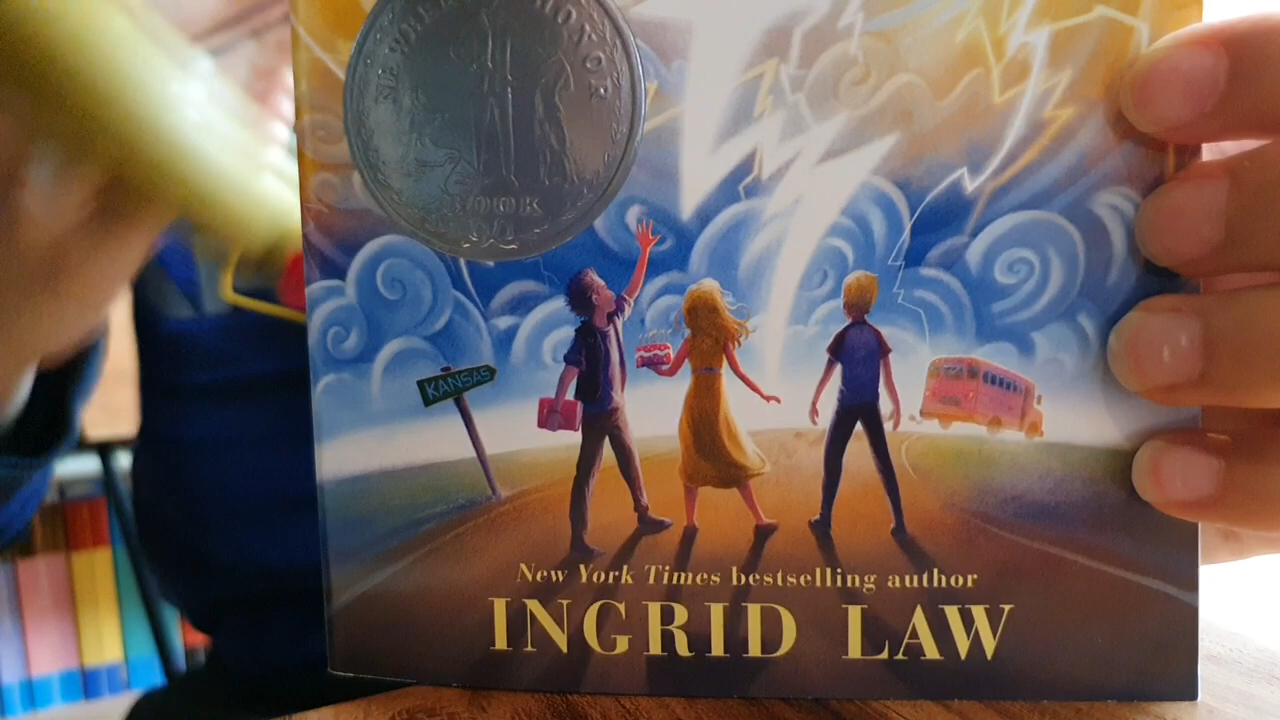 NEWBERY HONOR
BOOK
KANSAS
New York Times bestselling author
INGRID LAW